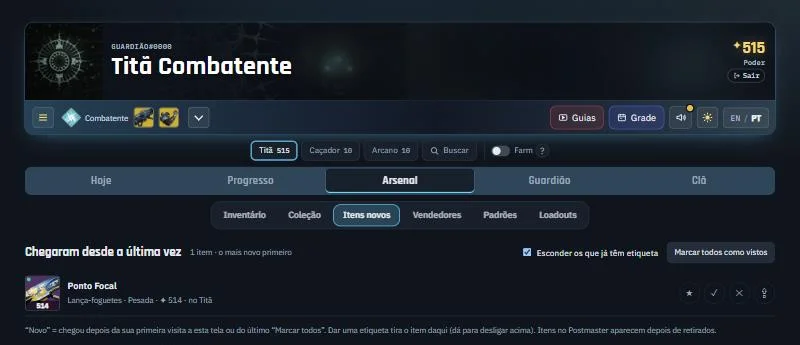 GUARDIÃO#0000
Titã Combatente
515
Poder
Sair
Combatente
Guias
Grade
EN / PT
Titã 515
Caçador 10
Arcano 10
Buscar
Farm ?
Hoje
Progresso
Arsenal
Guardião
Clã
Inventário
Coleção
Itens novos
Vendedores
Padrões
Loadouts
Chegaram desde a última vez
1 item · o mais novo primeiro
Esconder os que já têm etiqueta
Marcar todos como vistos
514
Ponto Focal
Lança-foguetes · Pesada · ✦ 514 · no Titã
"Novo" = chegou depois da sua primeira visita a esta tela ou do último "Marcar todos". Dar uma etiqueta tira o item daqui (dá para desligar acima). Itens no Postmaster aparecem depois de retirados.